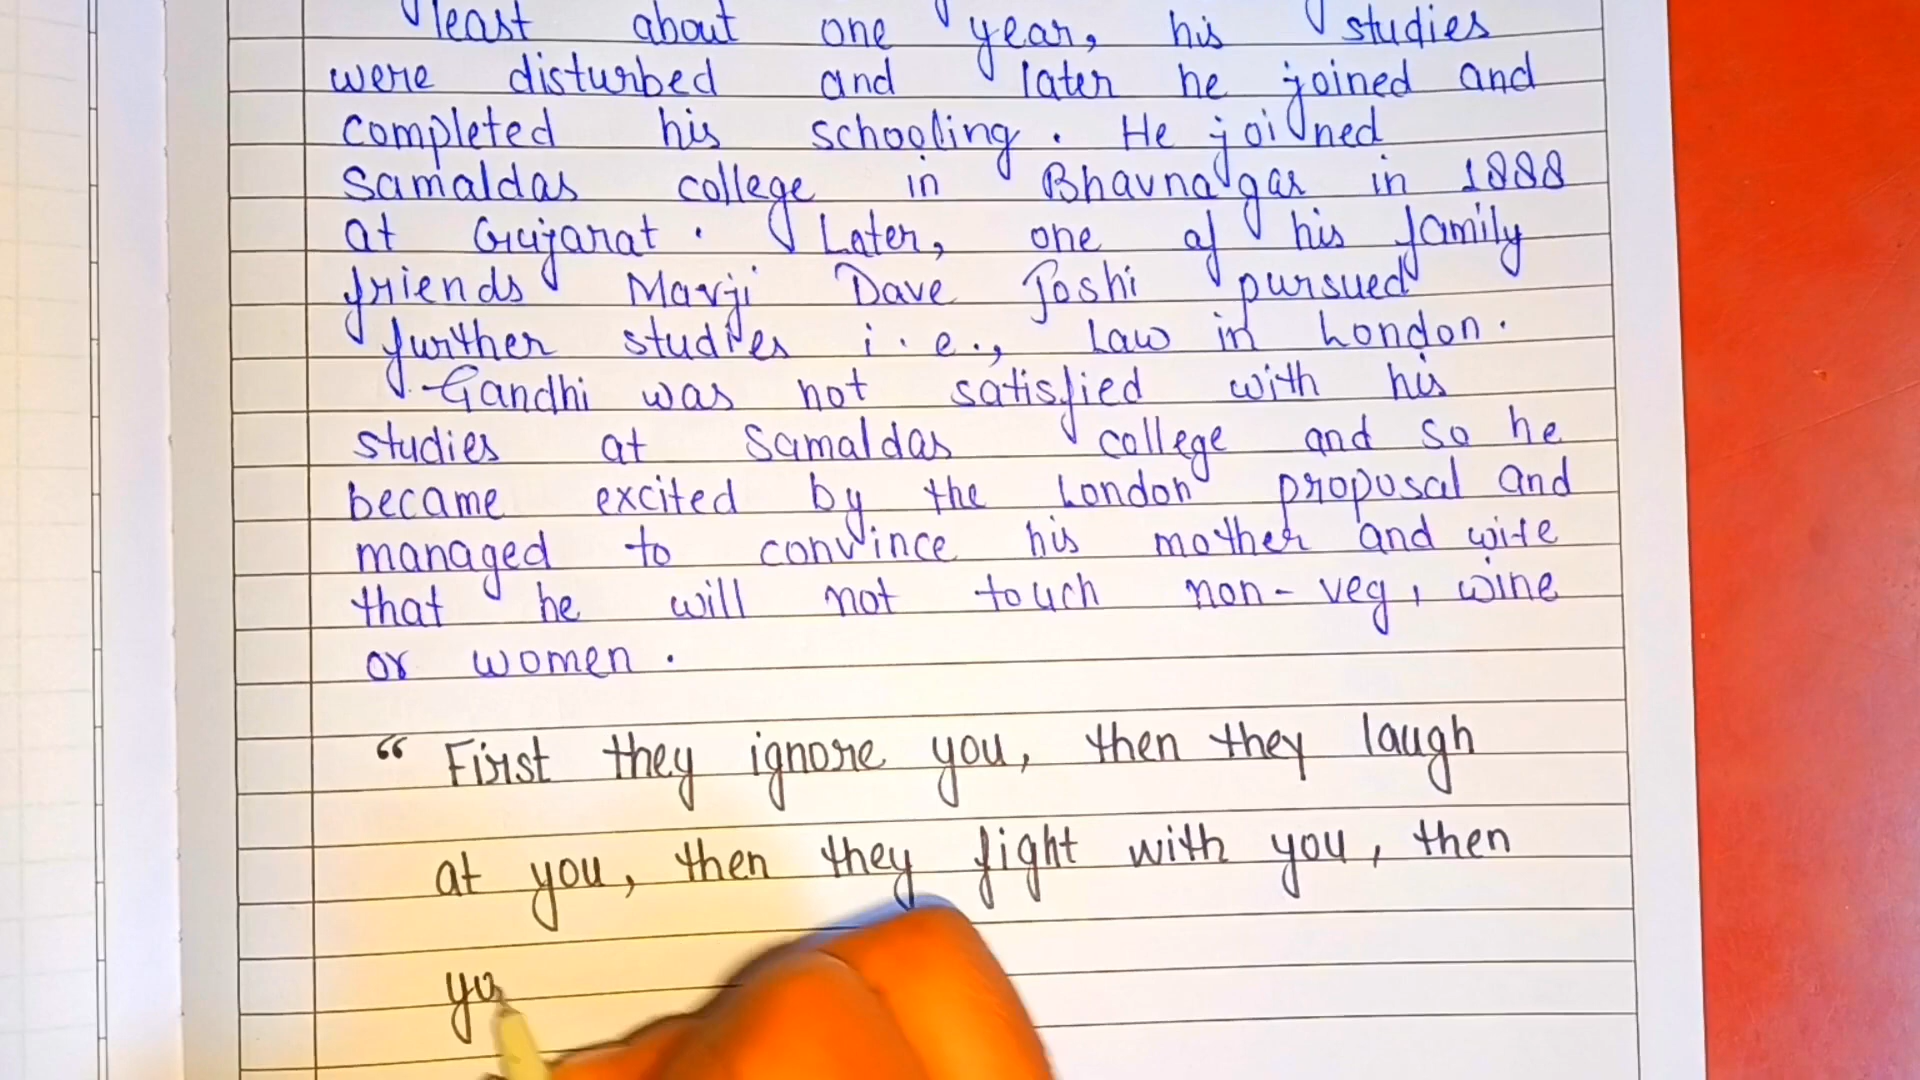 least about one year, his studies
were disturbed and later he joined and
completed his schooling. He joined
Samaldas college in Bhavnagar in 1888
at Gujarat. Later, one of his family
friends Mavji Dave Joshi pursued
further studies i.e., Law in London.
Gandhi was not satisfied with his
studies at Samaldas college and so he
became excited by the London proposal and
managed to convince his mother and wife
that he will not touch non-veg, wine
or women.
“ First they ignore you, then they laugh
at you, then they fight with you, then
yo